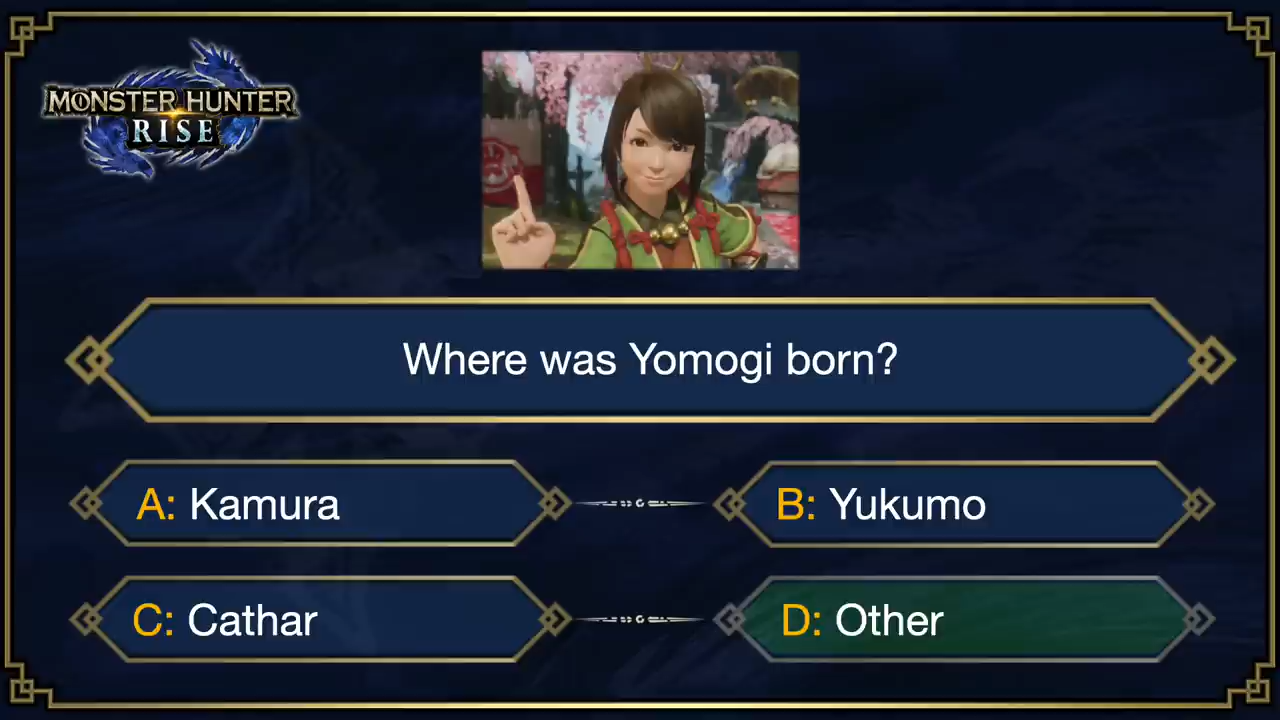 MONSTER HUNTER
RISE
Where was Yomogi born?
A: Kamura
B: Yukumo
C: Cathar
D: Other